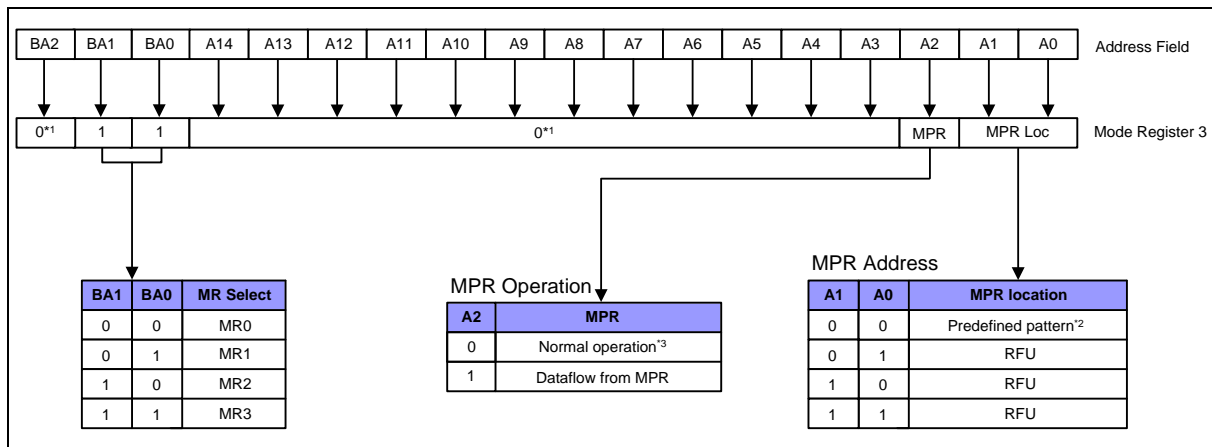 BA2 BA1 BA0 A14 A13 A12 A11 A10 A9 A8 A7 A6 A5 A4 A3 A2 A1 A0 Address Field
0*1 1 1 0*1 MPR MPR Loc Mode Register 3
BA1 BA0 MR Select
0 0 MR0
0 1 MR1
1 0 MR2
1 1 MR3
MPR Operation
A2 MPR
0 Normal operation*3
1 Dataflow from MPR
MPR Address
A1 A0 MPR location
0 0 Predefined pattern*2
0 1 RFU
1 0 RFU
1 1 RFU